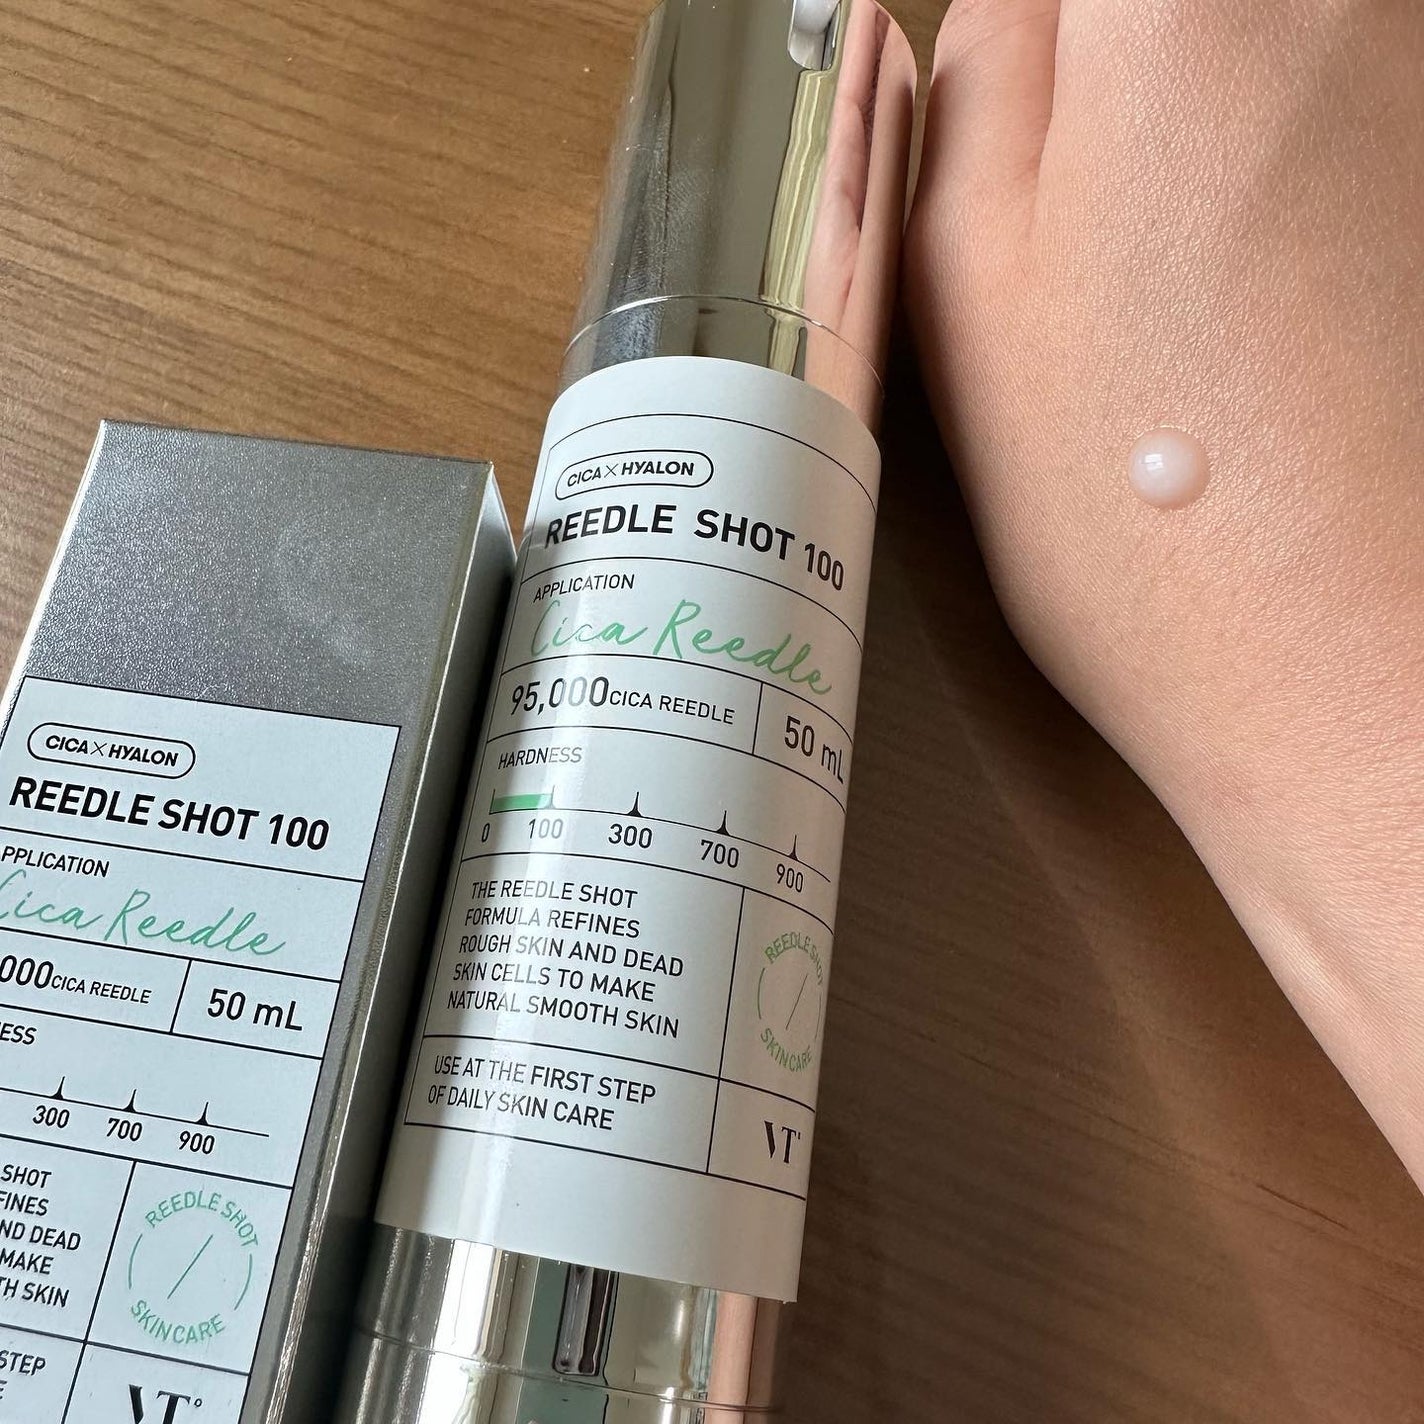 CICA×HYALON
REEDLE SHOT 100
APPLICATION
Cica Reedle
95,000CICA REEDLE
50 mL
HARDNESS
0 100 300 700 900
THE REEDLE SHOT
FORMULA REFINES
ROUGH SKIN AND DEAD
SKIN CELLS TO MAKE
NATURAL SMOOTH SKIN
REEDLE SHOT
SKINCARE
USE AT THE FIRST STEP
OF DAILY SKIN CARE
VT
CICA×HYALON
REEDLE SHOT 100
PPLICATION
Cica Reedle
000CICA REEDLE
50 mL
ESS
300 700 900
SHOT
FINES
ND DEAD
MAKE
TH SKIN
REEDLE SHOT
SKINCARE
STEP
VT